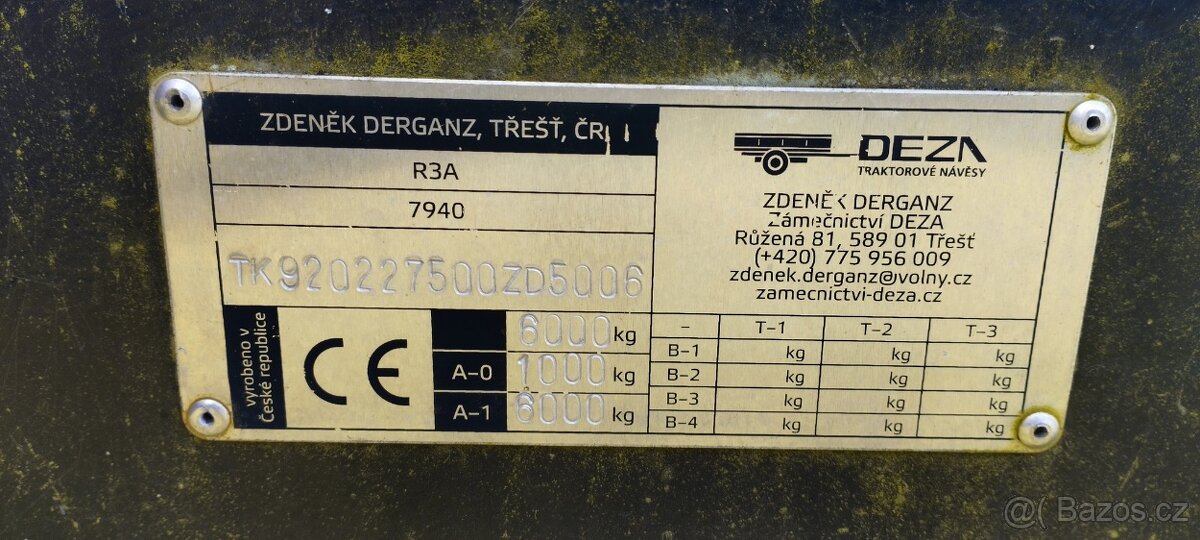 ZDENĚK DERGANZ, TŘEŠŤ, ČR
R3A
7940
TK920227500ZD5006
vyrobeno v
České republice
CE
6000 kg
A-0 1000 kg
A-1 6000 kg
DEZA
TRAKTOROVÉ NÁVĚSY
ZDENĚK DERGANZ
Zámečnictví DEZA
Růžená 81, 589 01 Třešť
(+420) 775 956 009
zdenek.derganz@volny.cz
zamecnictvi-deza.cz
– T-1 T-2 T-3
B-1 kg kg kg
B-2 kg kg kg
B-3 kg kg kg
B-4 kg kg kg
@( Bazos.cz